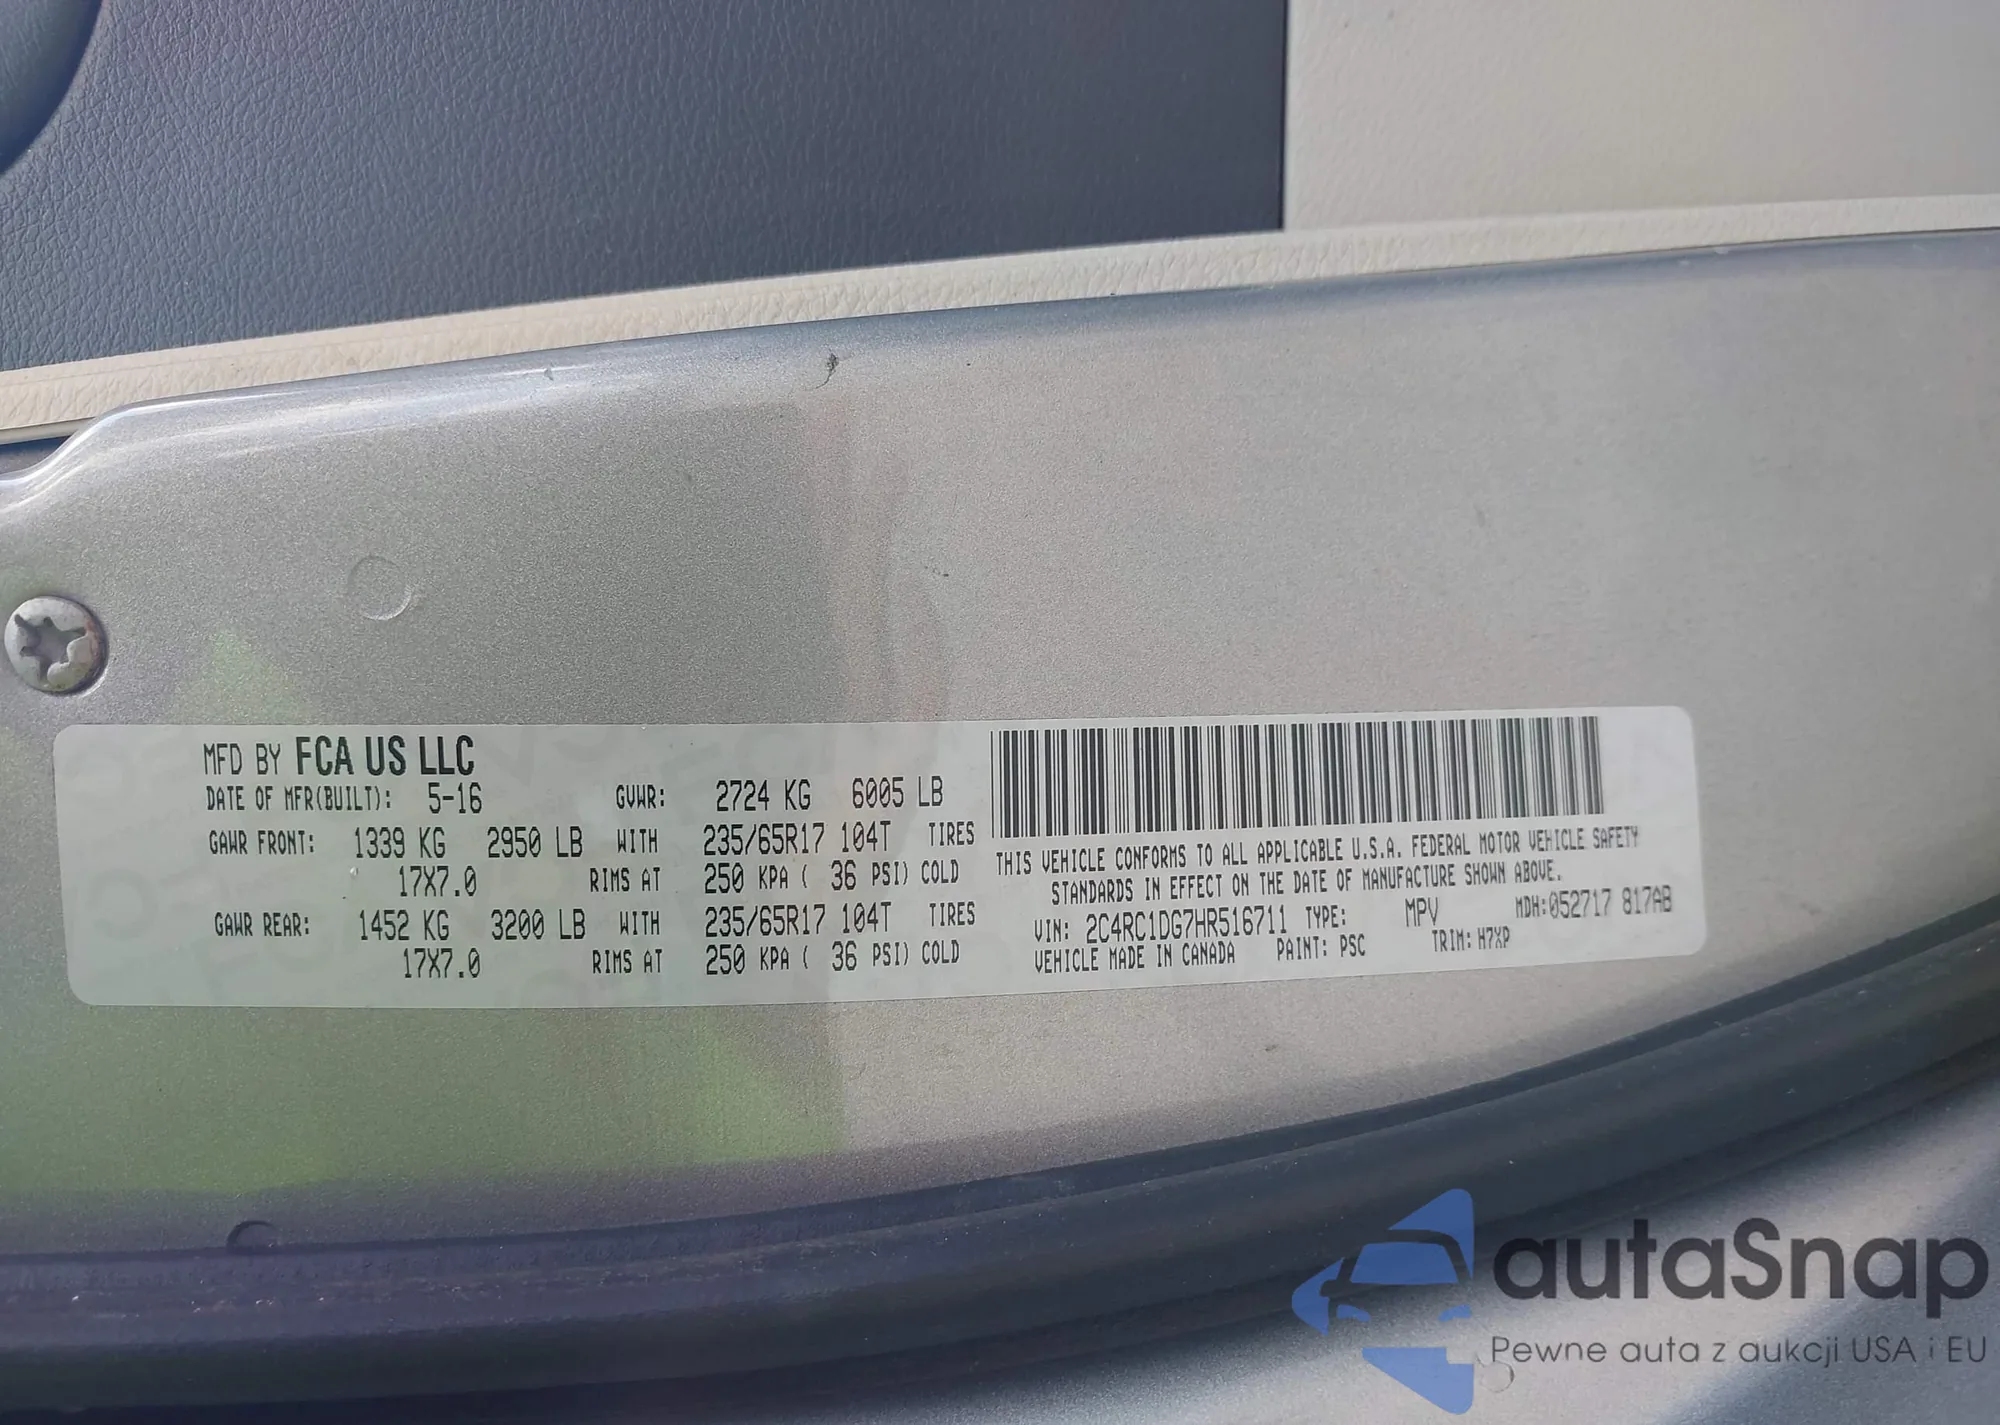 MFD BY FCA US LLC
DATE OF MFR(BUILT): 5-16 GVWR: 2724 KG 6005 LB
GAWR FRONT: 1339 KG 2950 LB WITH 235/65R17 104T TIRES
17X7.0 RIMS AT 250 KPA ( 36 PSI) COLD
GAWR REAR: 1452 KG 3200 LB WITH 235/65R17 104T TIRES
17X7.0 RIMS AT 250 KPA ( 36 PSI) COLD
THIS VEHICLE CONFORMS TO ALL APPLICABLE U.S.A. FEDERAL MOTOR VEHICLE SAFETY
STANDARDS IN EFFECT ON THE DATE OF MANUFACTURE SHOWN ABOVE.
VIN: 2C4RC1DG7HR516711 TYPE: MPV MDH:052717 817AB
VEHICLE MADE IN CANADA PAINT: PSC TRIM: H7XP
autaSnap
Pewne auta z aukcji USA i EU